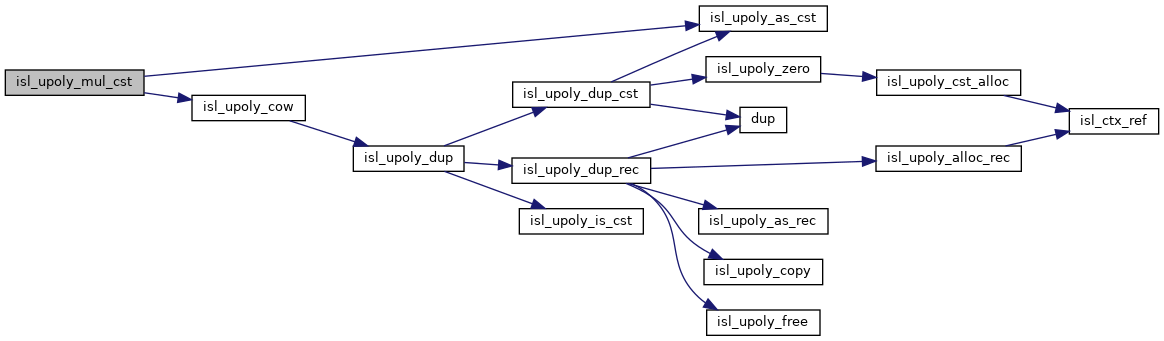 isl_upoly_mul_cst
isl_upoly_as_cst
isl_upoly_cow
isl_upoly_dup
isl_upoly_dup_cst
isl_upoly_zero
isl_upoly_cst_alloc
isl_ctx_ref
dup
isl_upoly_dup_rec
isl_upoly_alloc_rec
isl_upoly_is_cst
isl_upoly_as_rec
isl_upoly_copy
isl_upoly_free